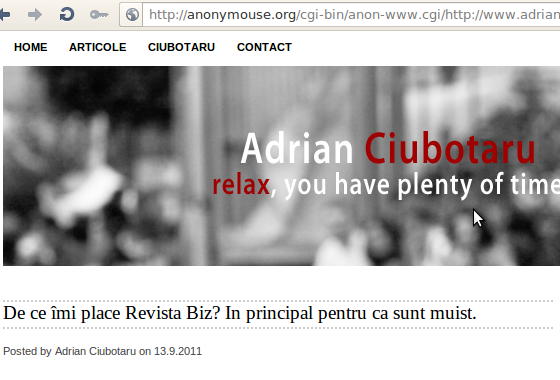 http://anonymouse.org/cgi-bin/anon-www.cgi/http://www.adrian
HOME ARTICOLE CIUBOTARU CONTACT
Adrian Ciubotaru
relax, you have plenty of time
De ce îmi place Revista Biz? In principal pentru ca sunt muist.
Posted by Adrian Ciubotaru on 13.9.2011